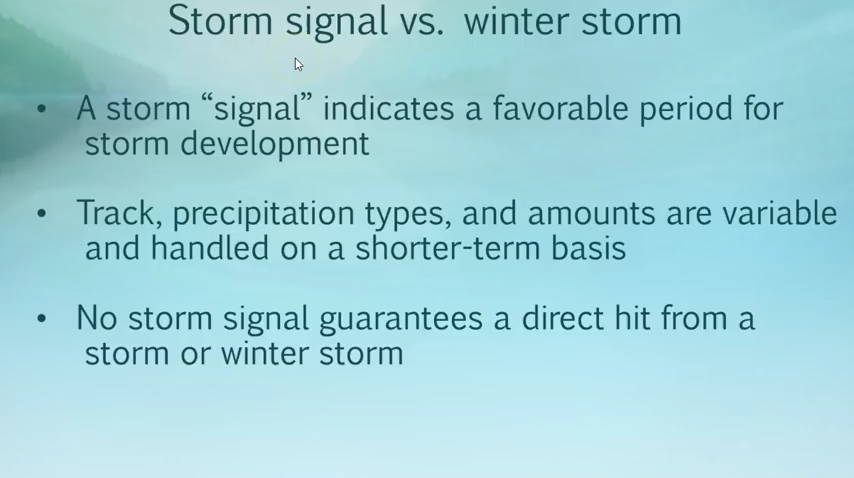 Storm signal vs. winter storm
• A storm “signal” indicates a favorable period for
storm development
• Track, precipitation types, and amounts are variable
and handled on a shorter-term basis
• No storm signal guarantees a direct hit from a
storm or winter storm